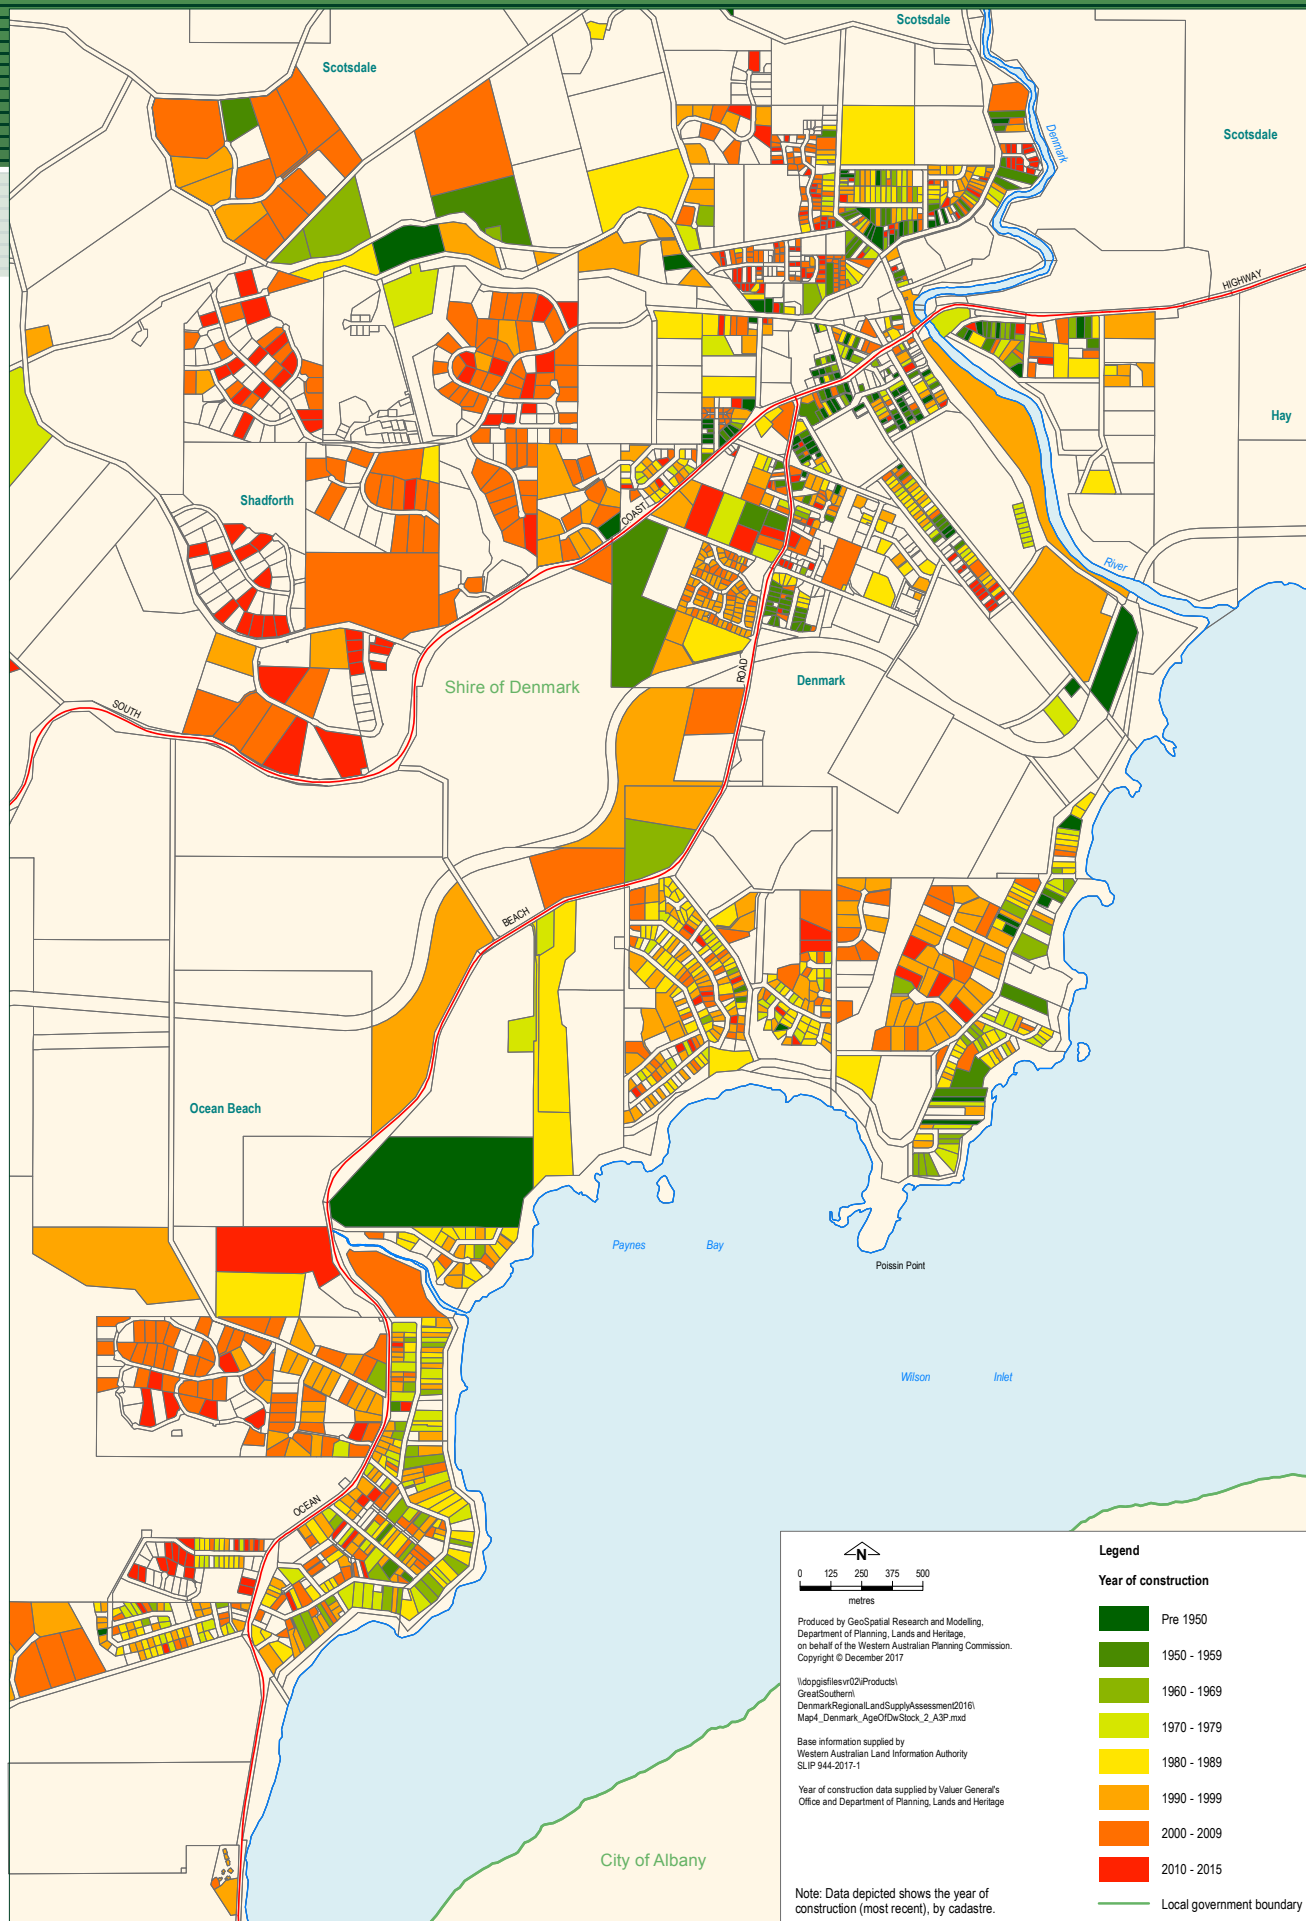 Scotsdale
Scotsdale
Scotsdale
Denmark
HIGHWAY
Hay
Shadforth
COAST
River
ROAD
Denmark
Shire of Denmark
SOUTH
BEACH
Ocean Beach
Paynes Bay
Poissin Point
Wilson Inlet
OCEAN
City of Albany
N
0 125 250 375 500
metres
Produced by GeoSpatial Research and Modelling,
Department of Planning, Lands and Heritage,
on behalf of the Western Australian Planning Commission.
Copyright © December 2017
\\dopgisfilesvr02\iProducts\
GreatSouthern\
DenmarkRegionalLandSupplyAssessment2016\
Map4_Denmark_AgeOfDwStock_2_A3P.mxd
Base information supplied by
Western Australian Land Information Authority
SLIP 944-2017-1
Year of construction data supplied by Valuer General's
Office and Department of Planning, Lands and Heritage
Note: Data depicted shows the year of
construction (most recent), by cadastre.
Legend
Year of construction
Pre 1950
1950 - 1959
1960 - 1969
1970 - 1979
1980 - 1989
1990 - 1999
2000 - 2009
2010 - 2015
Local government boundary